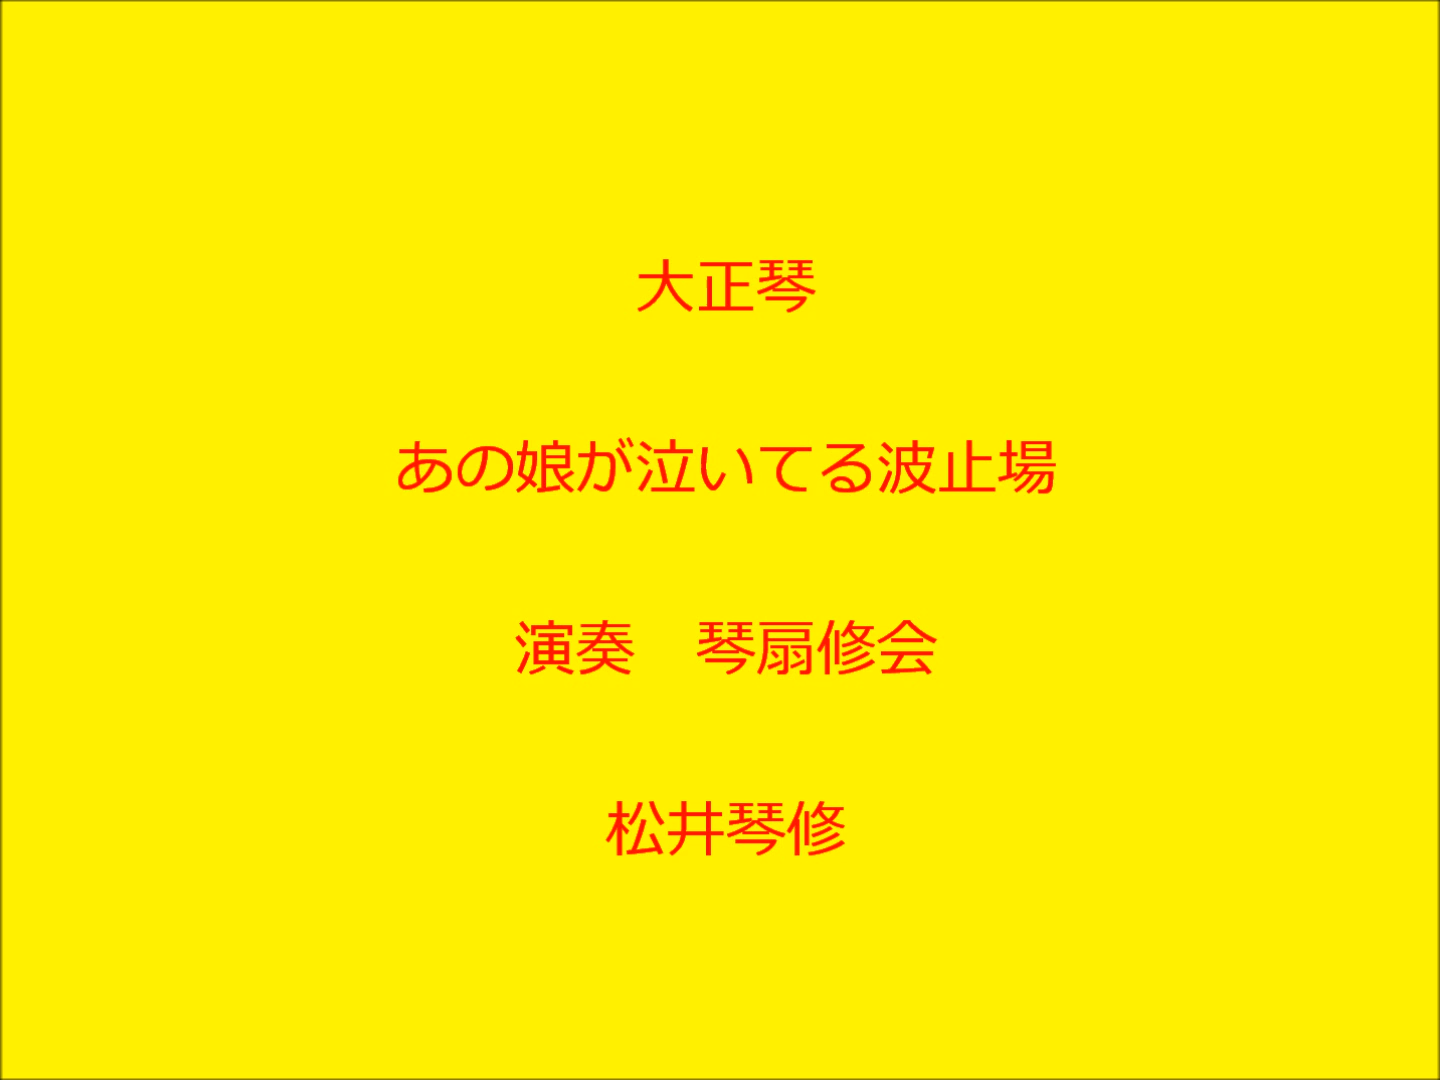 大正琴
あの娘が泣いてる波止場
演奏　琴扇修会
松井琴修